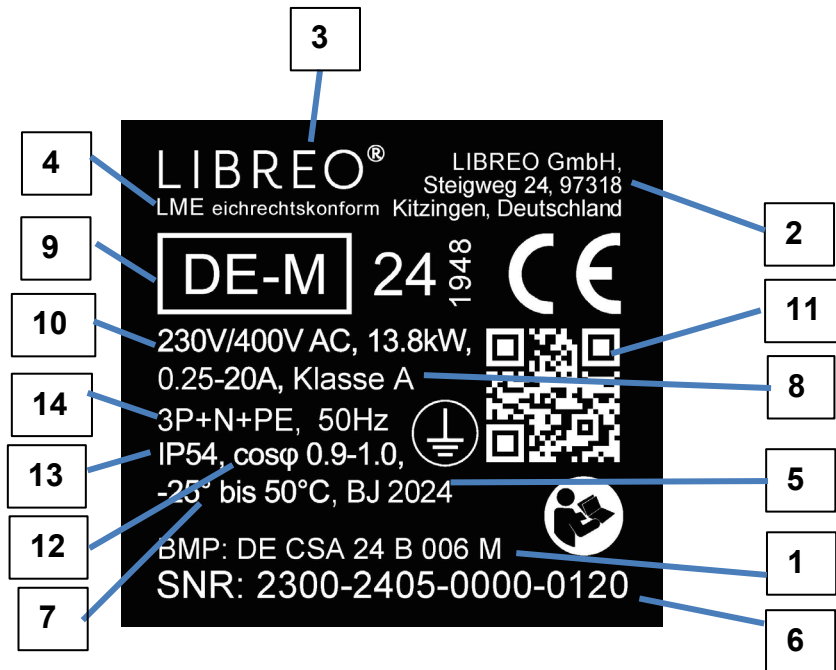 3
4
LIBREO®
LIBREO GmbH,
Steigweg 24, 97318
LME eichrechtskonform
Kitzingen, Deutschland
2
9
DE-M
24
1948
CE
10
11
230V/400V AC, 13.8kW,
0.25-20A, Klasse A
8
14
3P+N+PE, 50Hz
13
IP54, cosφ 0.9-1.0,
5
-25° bis 50°C, BJ 2024
12
BMP: DE CSA 24 B 006 M
1
7
SNR: 2300-2405-0000-0120
6